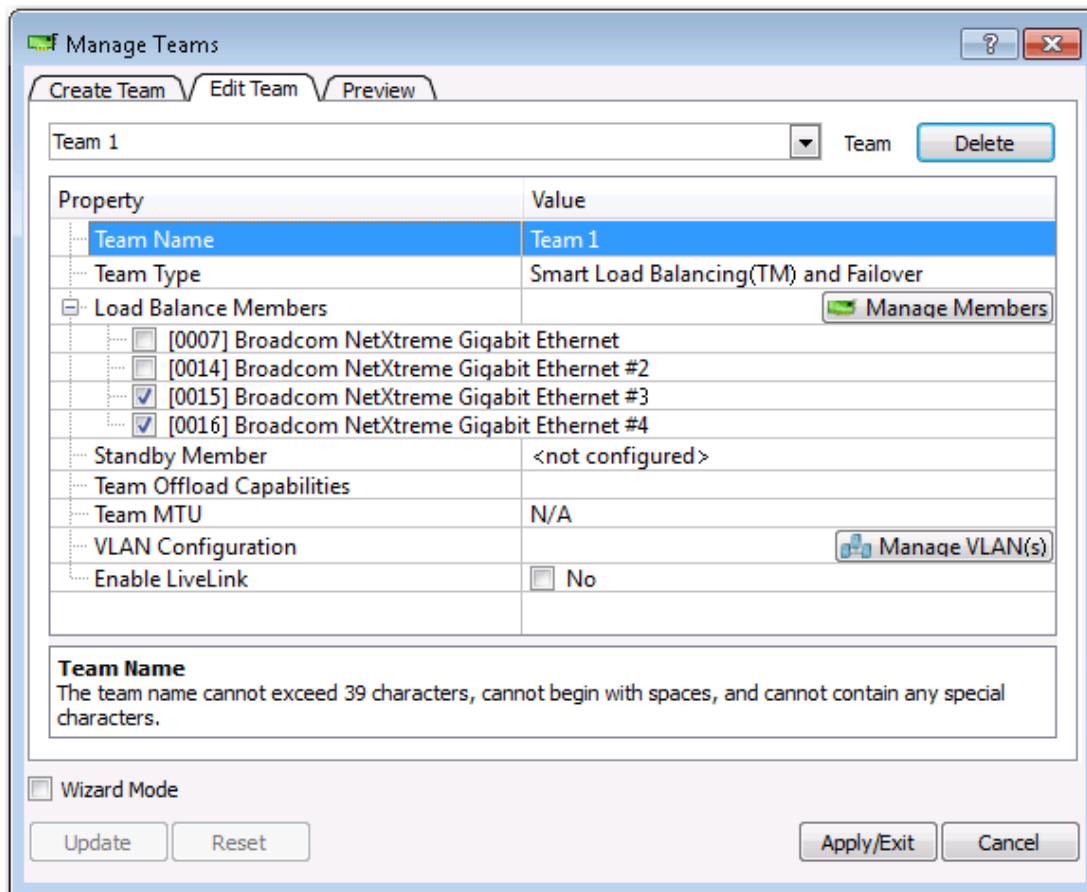 Manage Teams
Create Team Edit Team Preview
Team 1 Team Delete
Property Value
Team Name Team 1
Team Type Smart Load Balancing(TM) and Failover
Load Balance Members Manage Members
[0007] Broadcom NetXtreme Gigabit Ethernet
[0014] Broadcom NetXtreme Gigabit Ethernet #2
[0015] Broadcom NetXtreme Gigabit Ethernet #3
[0016] Broadcom NetXtreme Gigabit Ethernet #4
Standby Member <not configured>
Team Offload Capabilities
Team MTU N/A
VLAN Configuration Manage VLAN(s)
Enable LiveLink No
Team Name
The team name cannot exceed 39 characters, cannot begin with spaces, and cannot contain any special
characters.
Wizard Mode
Update Reset Apply/Exit Cancel